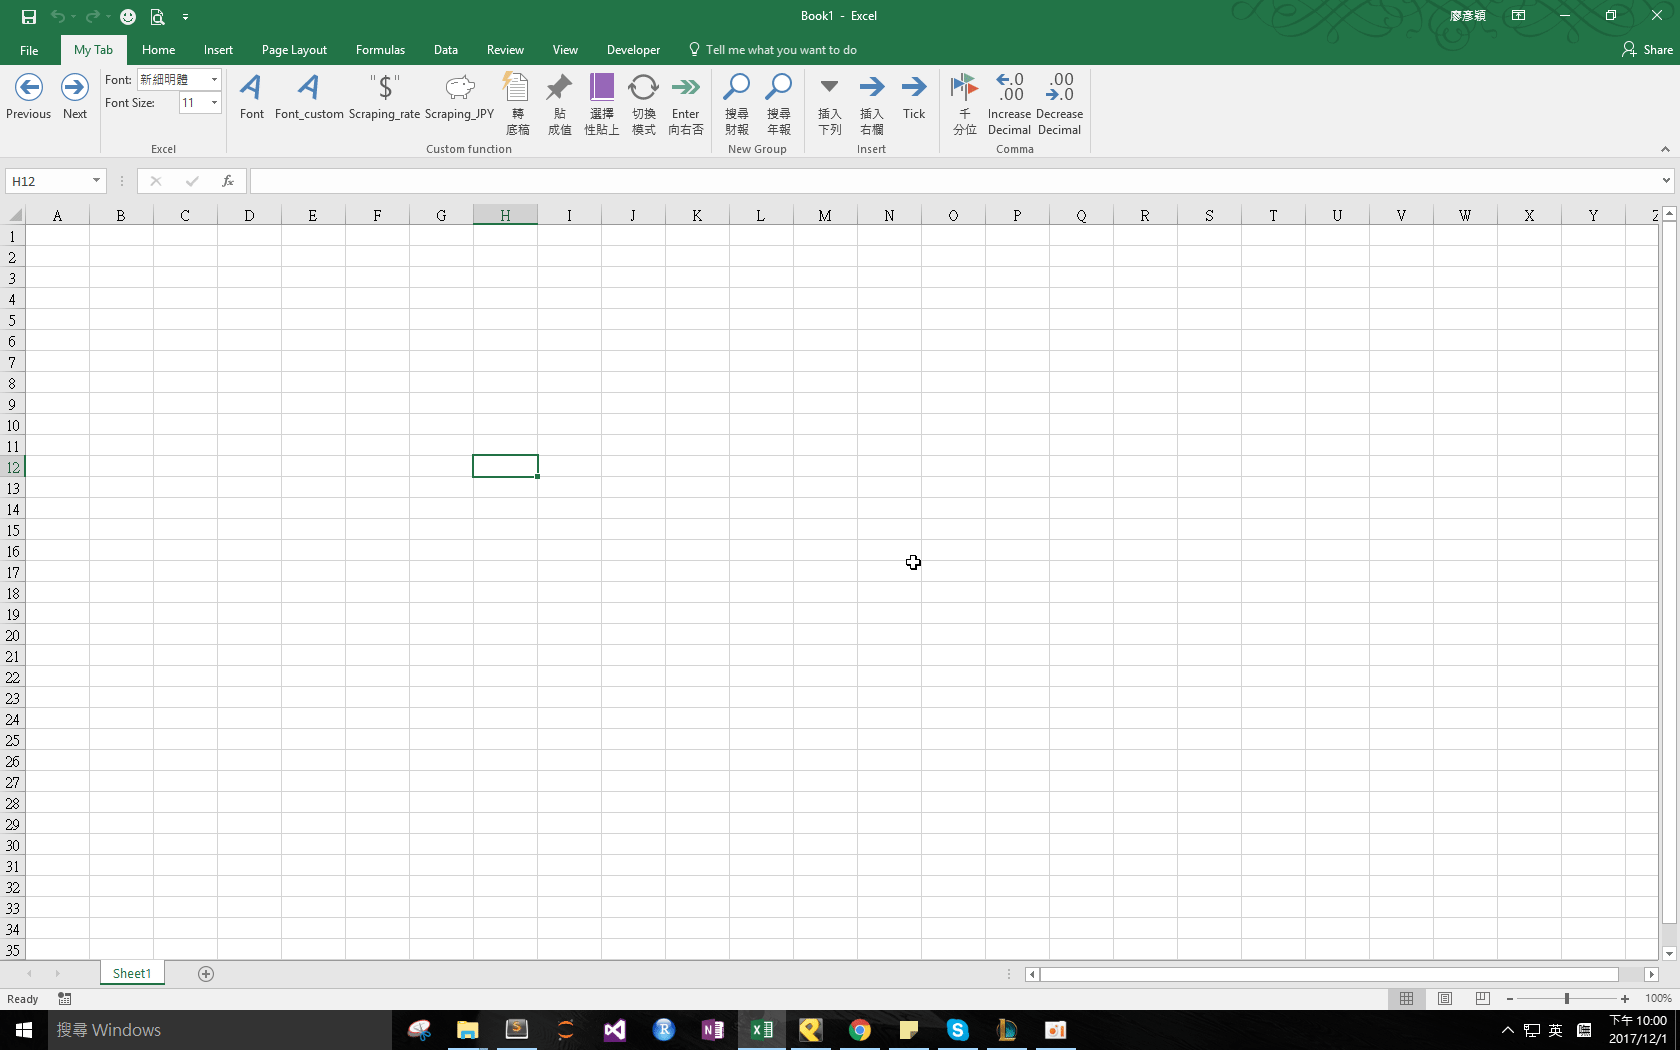 Book1 - Excel
廖彥穎
File My Tab Home Insert Page Layout Formulas Data Review View Developer Tell me what you want to do Share
Previous
Next
Font: 新細明體
Font Size: 11
Excel
Font
Font_custom
"$"
Scraping_rate
Scraping_JPY
轉
底稿
貼
成值
選擇
性貼上
切換
模式
Enter
向右否
Custom function
搜尋
財報
搜尋
年報
New Group
插入
下列
插入
右欄
Tick
Insert
千
分位
←.0
.00
Increase
Decimal
.00
→.0
Decrease
Decimal
Comma
H12
fx
A B C D E F G H I J K L M N O P Q R S T U V W X Y Z
1
2
3
4
5
6
7
8
9
10
11
12
13
14
15
16
17
18
19
20
21
22
23
24
25
26
27
28
29
30
31
32
33
34
35
Sheet1
Ready
100%
搜尋 Windows
英
下午 10:00
2017/12/1